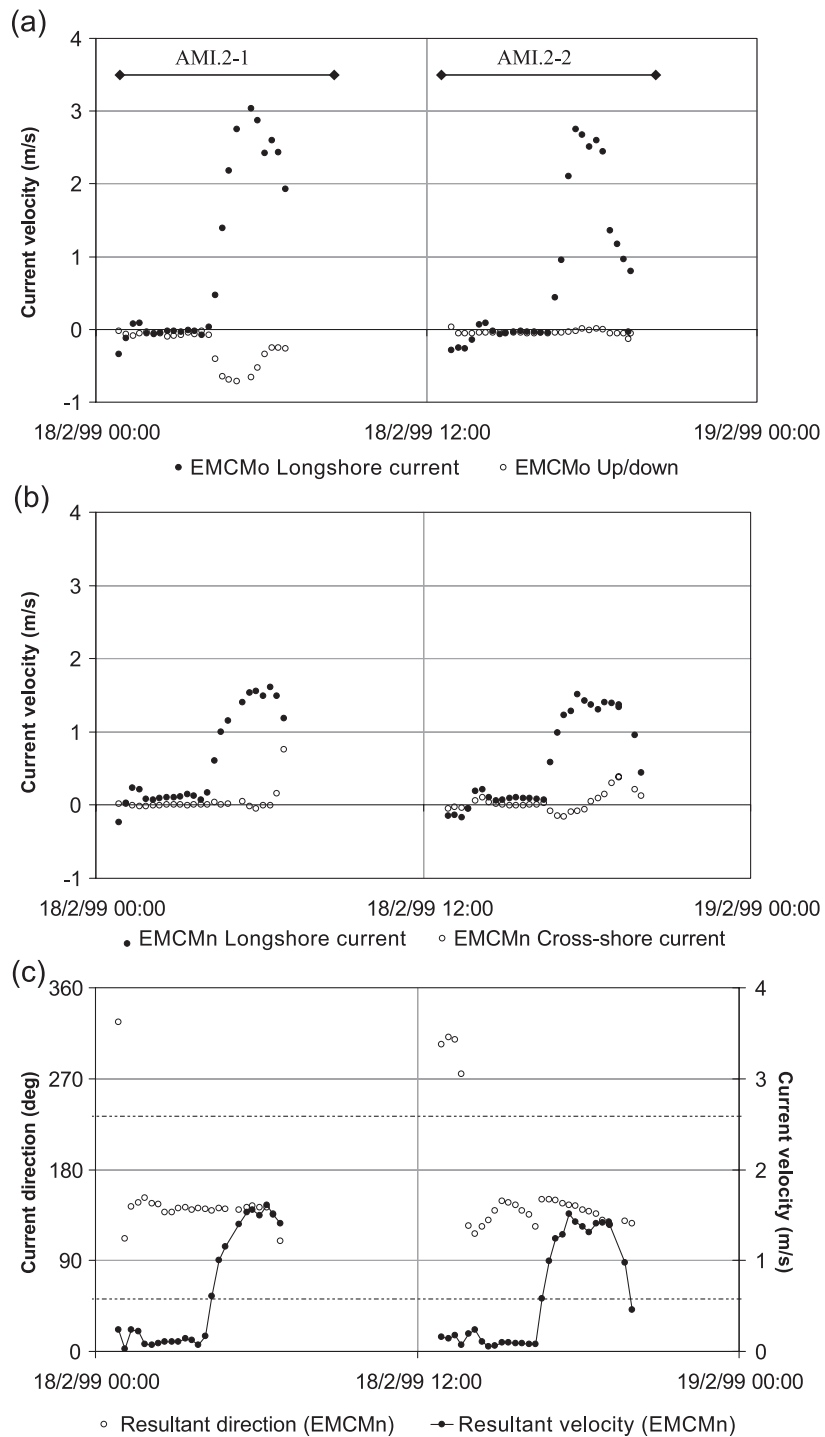 (a)
AMI.2-1
AMI.2-2
Current velocity (m/s)
4
3
2
1
0
-1
18/2/99 00:00
18/2/99 12:00
19/2/99 00:00
EMCMo Longshore current
EMCMo Up/down
(b)
Current velocity (m/s)
4
3
2
1
0
-1
18/2/99 00:00
18/2/99 12:00
19/2/99 00:00
EMCMn Longshore current
EMCMn Cross-shore current
(c)
Current direction (deg)
360
270
180
90
0
4
3
2
1
0
Current velocity (m/s)
18/2/99 00:00
18/2/99 12:00
19/2/99 00:00
Resultant direction (EMCMn)
Resultant velocity (EMCMn)